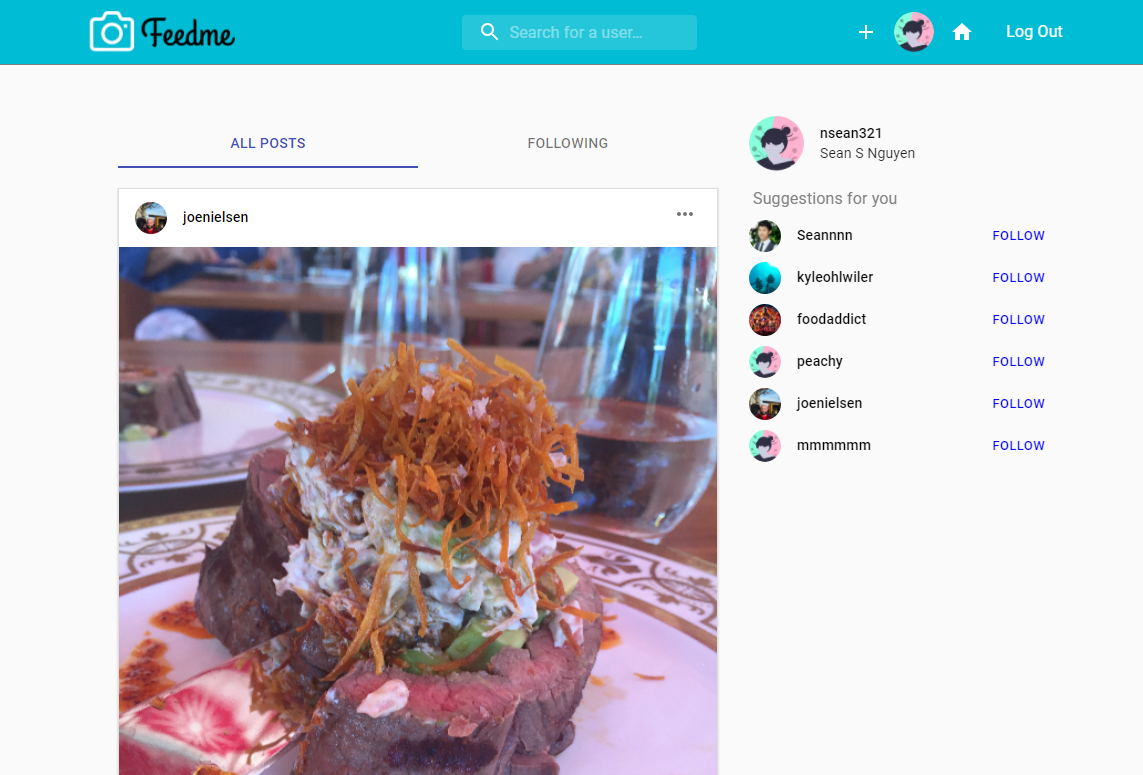 Feedme
Search for a user...
Log Out
ALL POSTS
FOLLOWING
joenielsen
nsean321
Sean S Nguyen
Suggestions for you
Seannnn
FOLLOW
kyleohlwiler
FOLLOW
foodaddict
FOLLOW
peachy
FOLLOW
joenielsen
FOLLOW
mmmmmm
FOLLOW